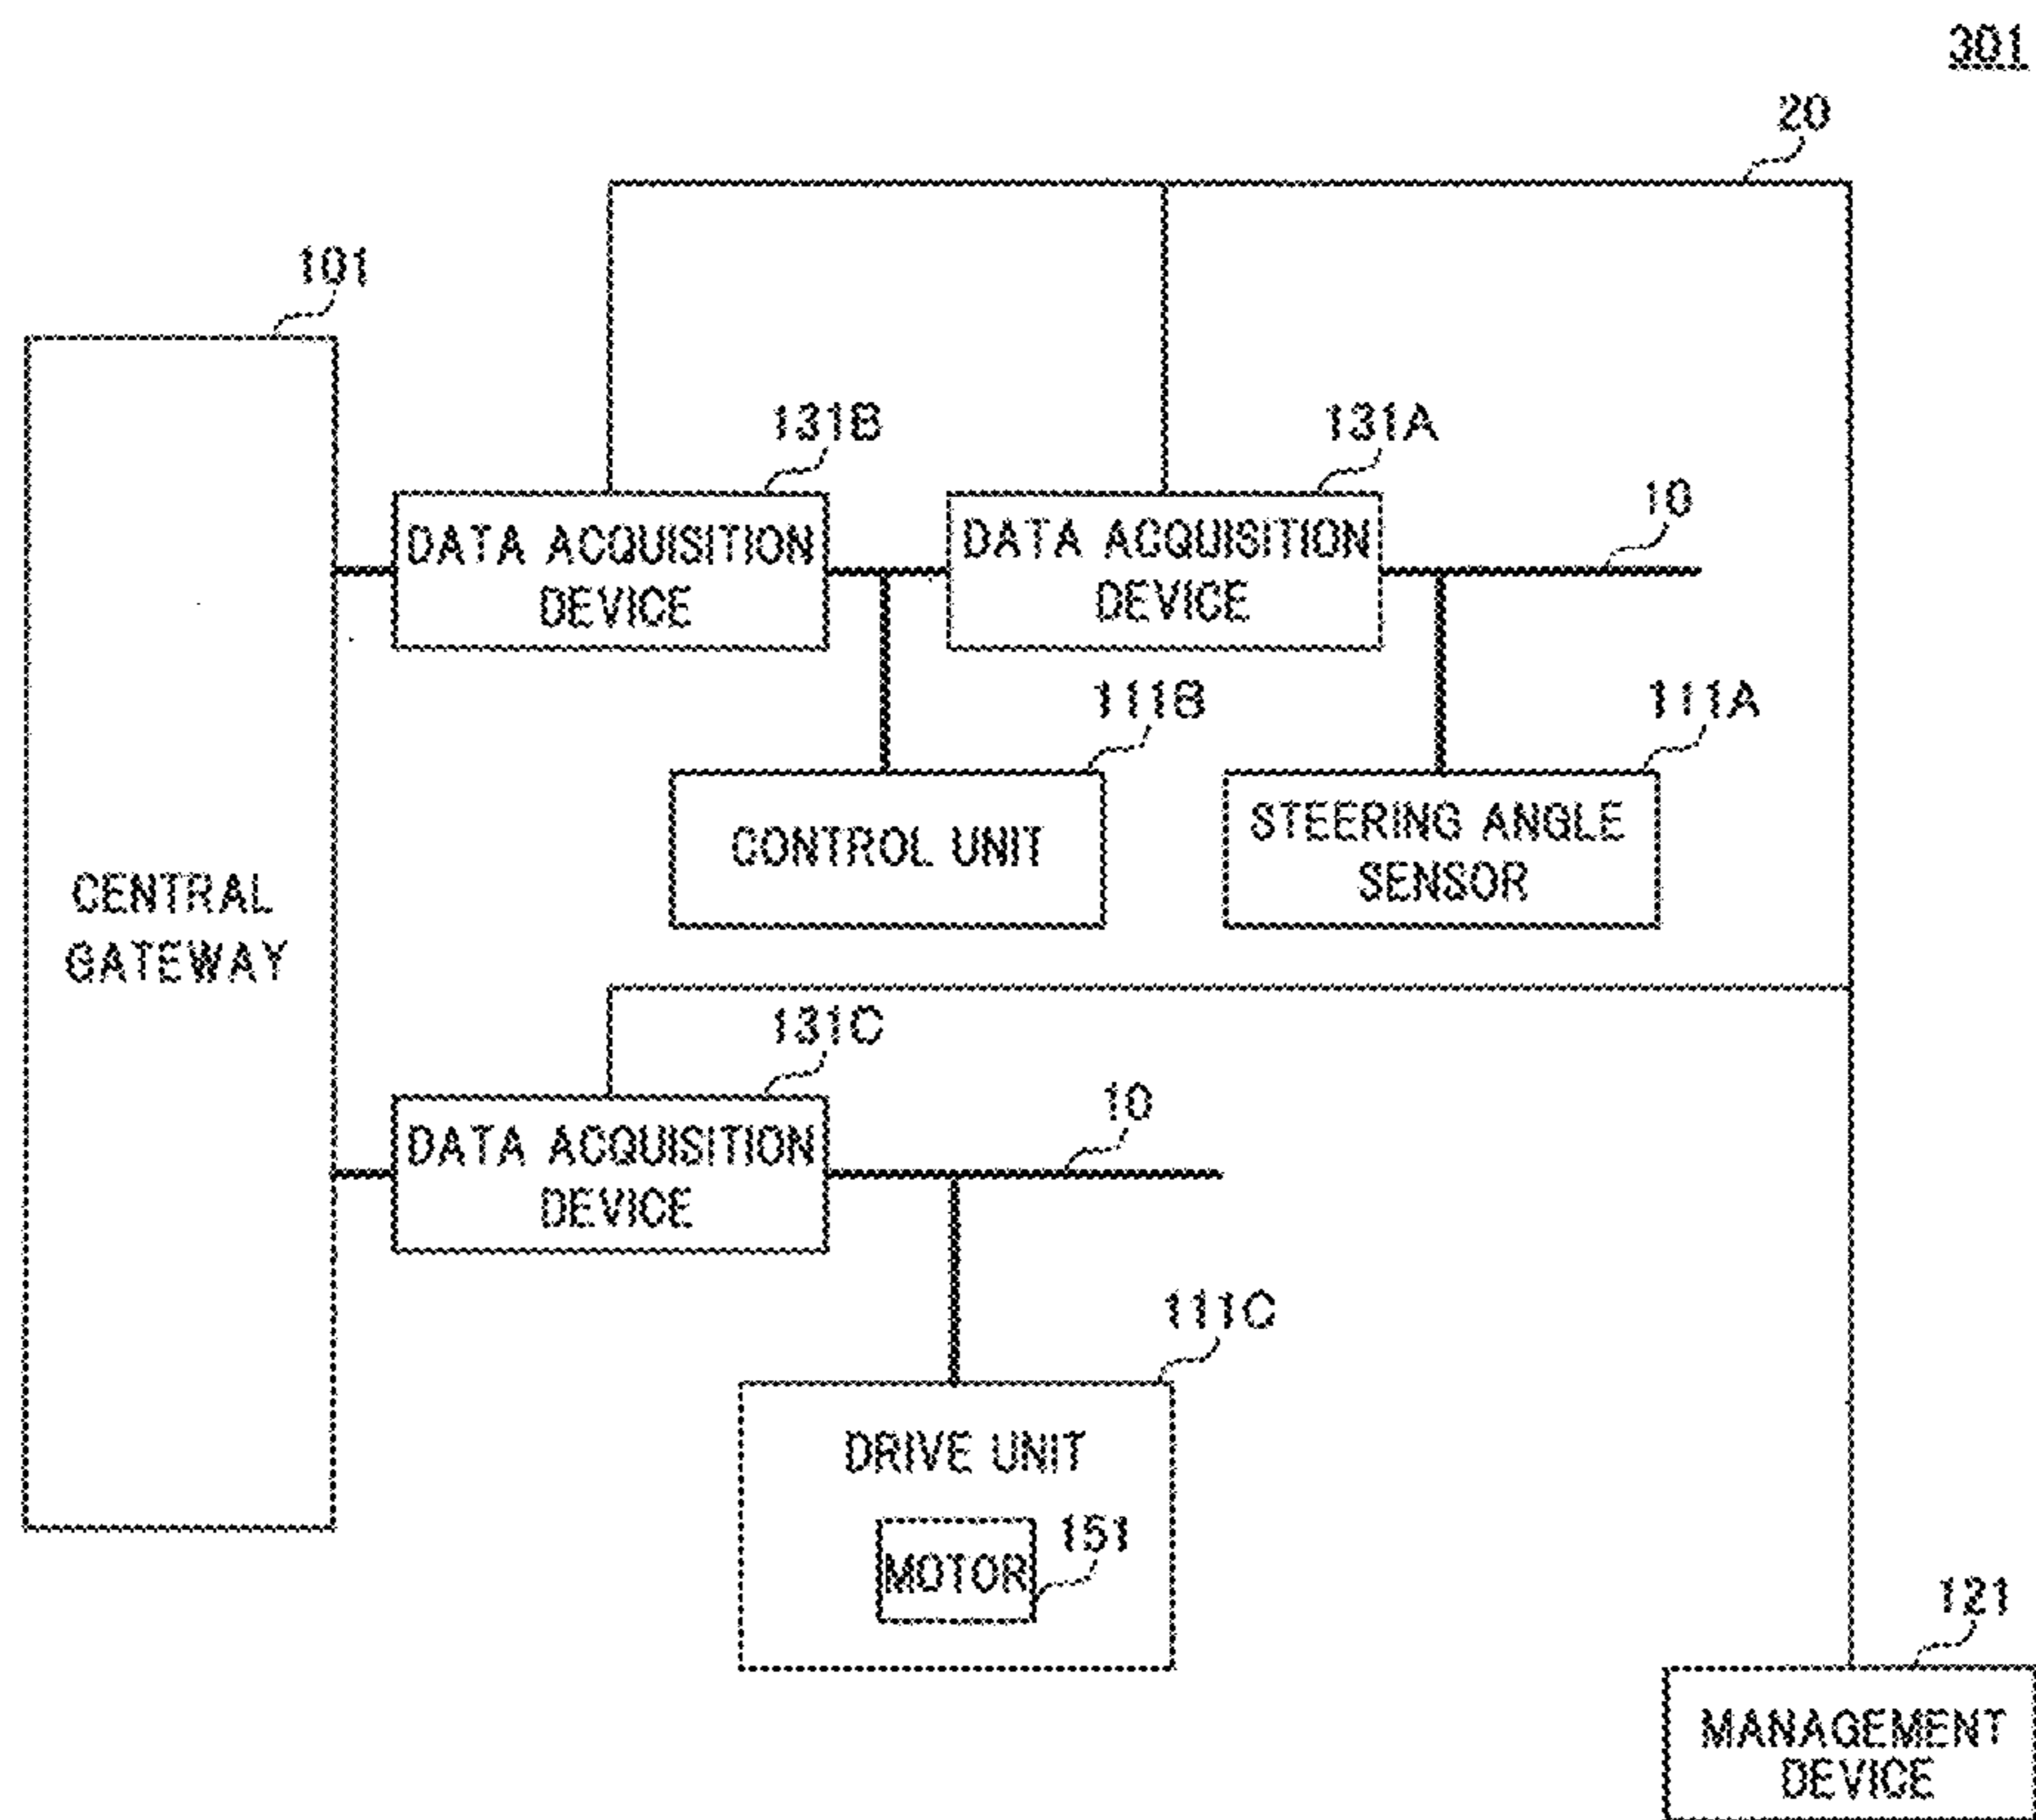 301
20
101
131B
131A
10
DATA ACQUISITION
DEVICE
DATA ACQUISITION
DEVICE
111B
111A
CONTROL UNIT
STEERING ANGLE
SENSOR
CENTRAL
GATEWAY
131C
10
DATA ACQUISITION
DEVICE
111C
DRIVE UNIT
151
MOTOR
121
MANAGEMENT
DEVICE